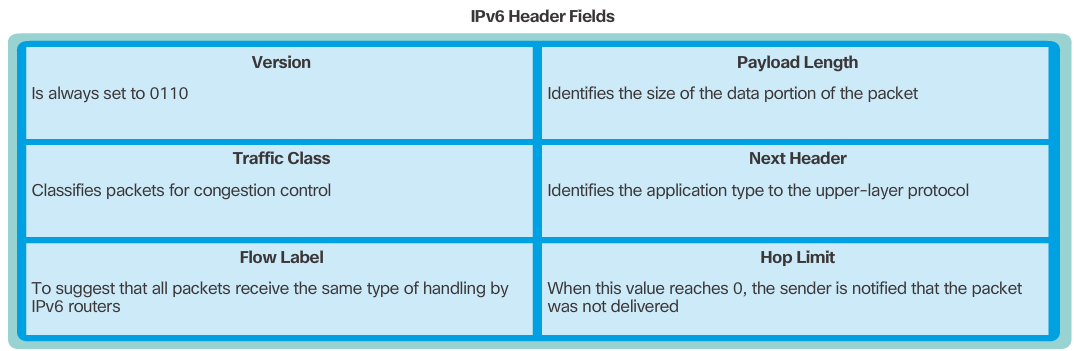 IPv6 Header Fields
Version
Is always set to 0110
Payload Length
Identifies the size of the data portion of the packet
Traffic Class
Classifies packets for congestion control
Next Header
Identifies the application type to the upper-layer protocol
Flow Label
To suggest that all packets receive the same type of handling by
IPv6 routers
Hop Limit
When this value reaches 0, the sender is notified that the packet
was not delivered